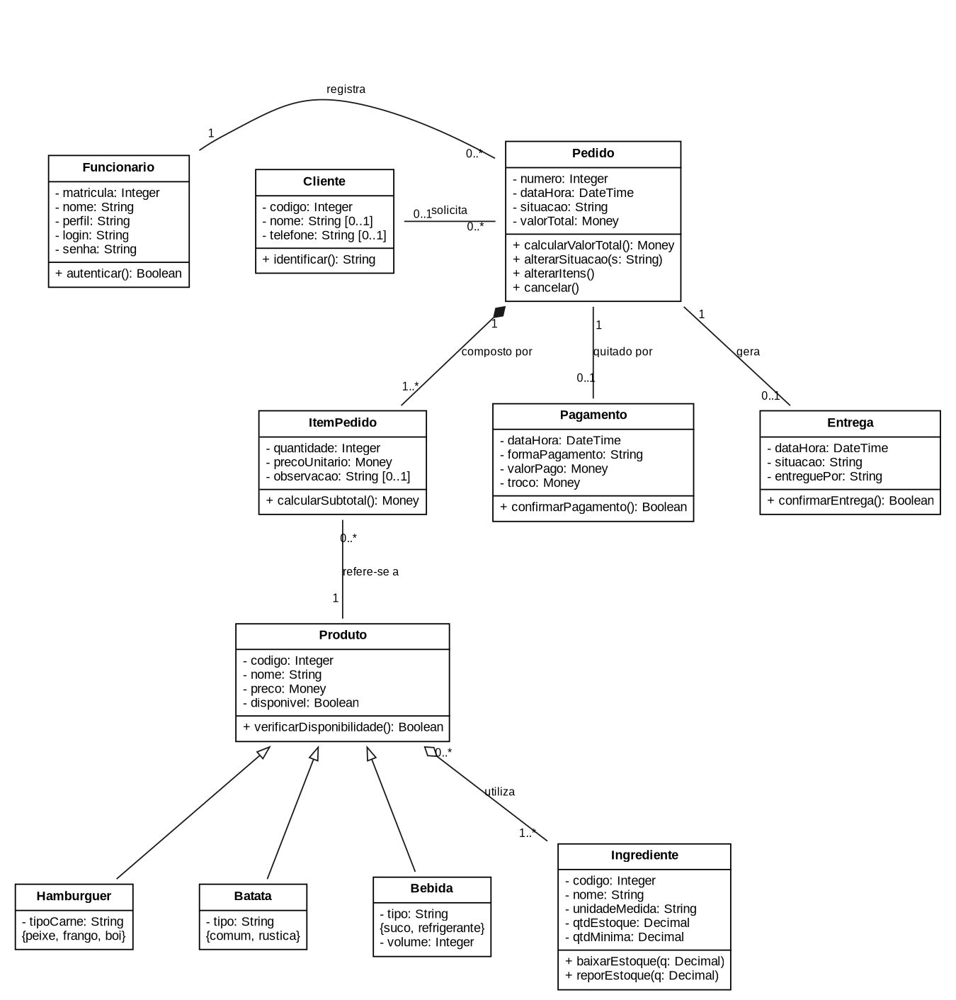 registra
1
0..*
Funcionario
- matricula: Integer
- nome: String
- perfil: String
- login: String
- senha: String
+ autenticar(): Boolean
Cliente
- codigo: Integer
- nome: String [0..1]
- telefone: String [0..1]
+ identificar(): String
0..1
solicita
0..*
Pedido
- numero: Integer
- dataHora: DateTime
- situacao: String
- valorTotal: Money
+ calcularValorTotal(): Money
+ alterarSituacao(s: String)
+ alterarItens()
+ cancelar()
1
composto por
1..*
1
quitado por
0..1
1
gera
0..1
ItemPedido
- quantidade: Integer
- precoUnitario: Money
- observacao: String [0..1]
+ calcularSubtotal(): Money
Pagamento
- dataHora: DateTime
- formaPagamento: String
- valorPago: Money
- troco: Money
+ confirmarPagamento(): Boolean
Entrega
- dataHora: DateTime
- situacao: String
- entreguePor: String
+ confirmarEntrega(): Boolean
0..*
refere-se a
1
Produto
- codigo: Integer
- nome: String
- preco: Money
- disponivel: Boolean
+ verificarDisponibilidade(): Boolean
0..*
utiliza
1..*
Hamburguer
- tipoCarne: String
{peixe, frango, boi}
Batata
- tipo: String
{comum, rustica}
Bebida
- tipo: String
{suco, refrigerante}
- volume: Integer
Ingrediente
- codigo: Integer
- nome: String
- unidadeMedida: String
- qtdEstoque: Decimal
- qtdMinima: Decimal
+ baixarEstoque(q: Decimal)
+ reporEstoque(q: Decimal)